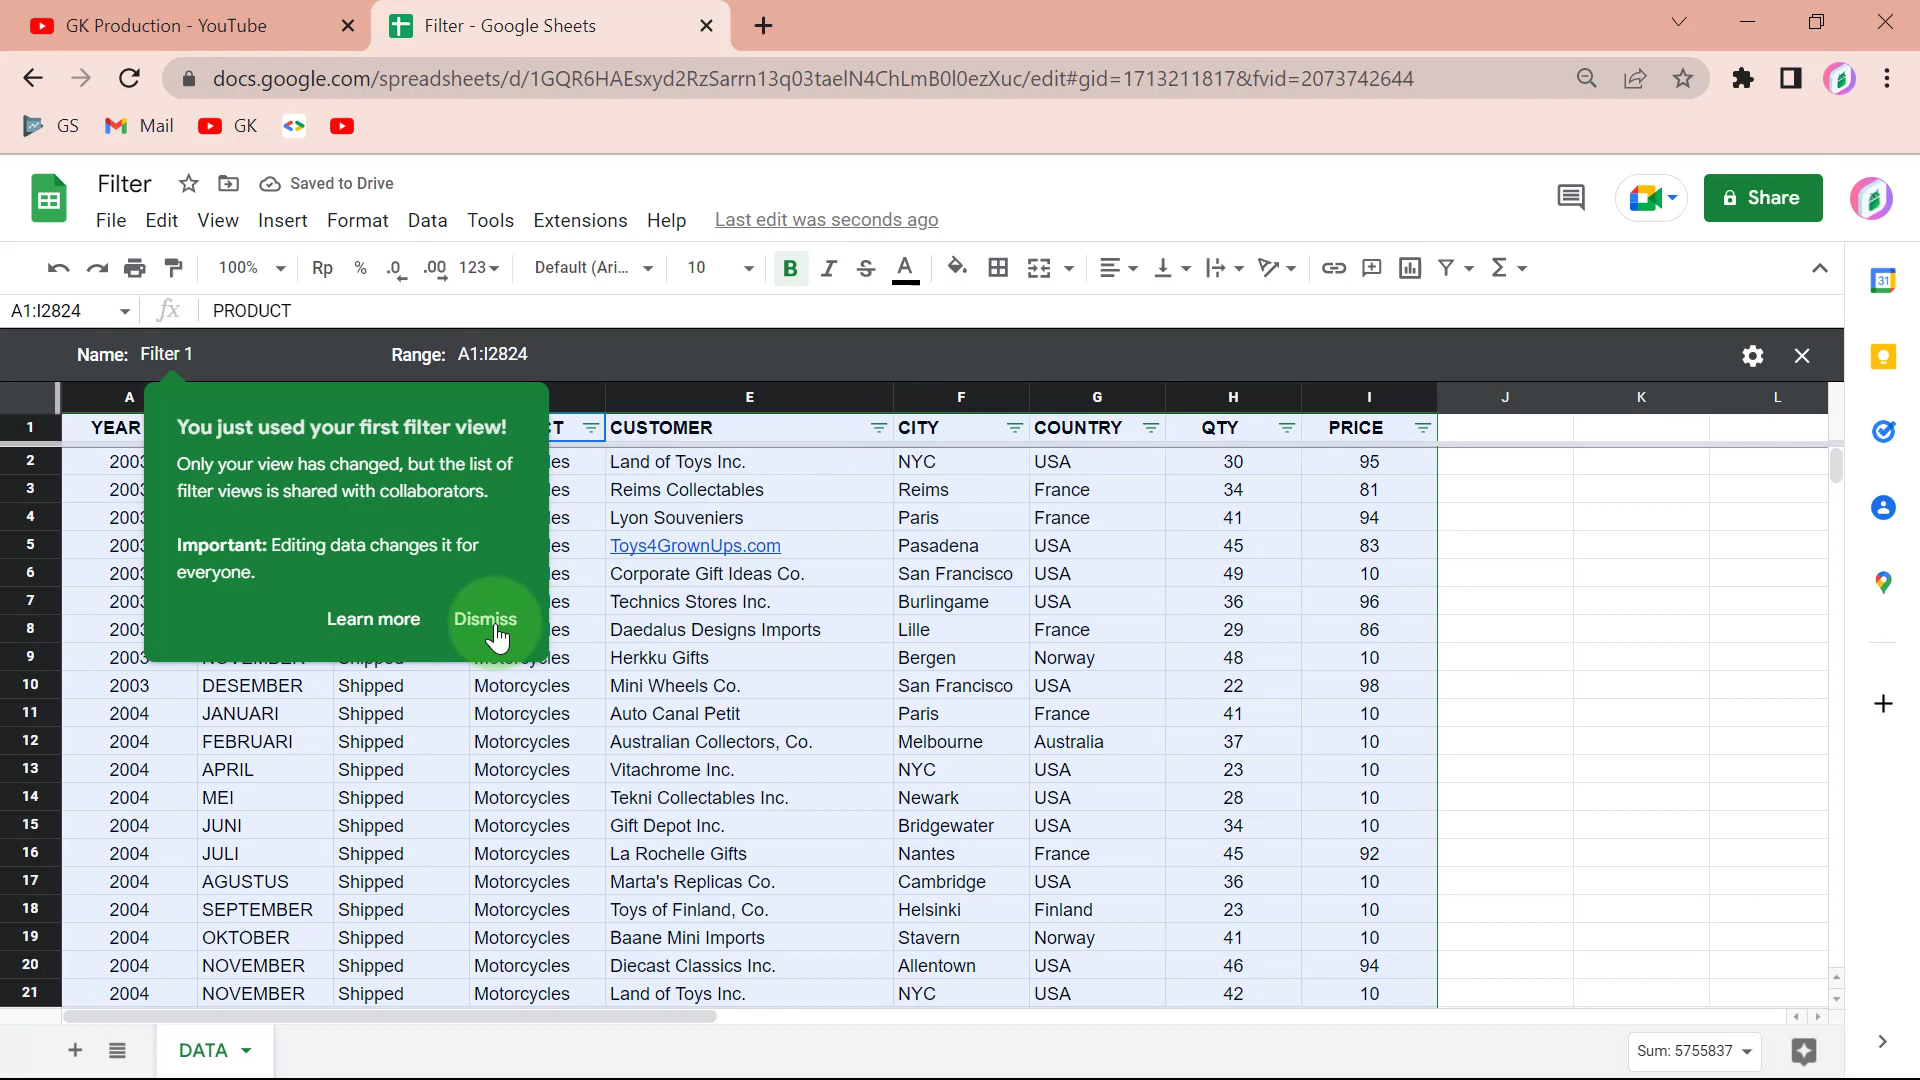 GK Production - YouTube
Filter - Google Sheets
docs.google.com/spreadsheets/d/1GQR6HAEsxyd2RzSarrn13q03taelN4ChLmB0l0ezXuc/edit#gid=1713211817&fvid=2073742644
GS Mail GK
Filter Saved to Drive
File Edit View Insert Format Data Tools Extensions Help Last edit was seconds ago
Share
100% Rp % .0 .00 123 Default (Ari... 10 B I S A
A1:I2824 fx PRODUCT
Name: Filter 1 Range: A1:I2824
A E F G H I J K L
1 YEAR CUSTOMER CITY COUNTRY QTY PRICE
You just used your first filter view!
Only your view has changed, but the list of
filter views is shared with collaborators.
Important: Editing data changes it for
everyone.
Learn more Dismiss
2 Land of Toys Inc. NYC USA 30 95
3 Reims Collectables Reims France 34 81
4 Lyon Souveniers Paris France 41 94
5 Toys4GrownUps.com Pasadena USA 45 83
6 Corporate Gift Ideas Co. San Francisco USA 49 10
7 Technics Stores Inc. Burlingame USA 36 96
8 Daedalus Designs Imports Lille France 29 86
9 2003 Herkku Gifts Bergen Norway 48 10
10 2003 DESEMBER Shipped Motorcycles Mini Wheels Co. San Francisco USA 22 98
11 2004 JANUARI Shipped Motorcycles Auto Canal Petit Paris France 41 10
12 2004 FEBRUARI Shipped Motorcycles Australian Collectors, Co. Melbourne Australia 37 10
13 2004 APRIL Shipped Motorcycles Vitachrome Inc. NYC USA 23 10
14 2004 MEI Shipped Motorcycles Tekni Collectables Inc. Newark USA 28 10
15 2004 JUNI Shipped Motorcycles Gift Depot Inc. Bridgewater USA 34 10
16 2004 JULI Shipped Motorcycles La Rochelle Gifts Nantes France 45 92
17 2004 AGUSTUS Shipped Motorcycles Marta's Replicas Co. Cambridge USA 36 10
18 2004 SEPTEMBER Shipped Motorcycles Toys of Finland, Co. Helsinki Finland 23 10
19 2004 OKTOBER Shipped Motorcycles Baane Mini Imports Stavern Norway 41 10
20 2004 NOVEMBER Shipped Motorcycles Diecast Classics Inc. Allentown USA 46 94
21 2004 NOVEMBER Shipped Motorcycles Land of Toys Inc. NYC USA 42 10
DATA
Sum: 5755837
31